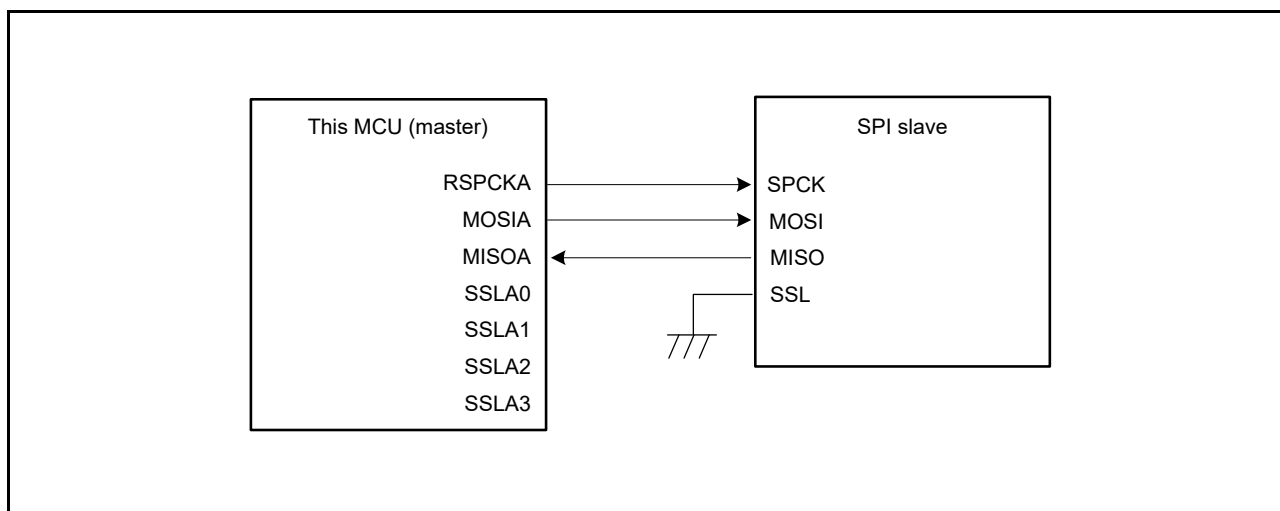 This MCU (master)
RSPCKA
MOSIA
MISOA
SSLA0
SSLA1
SSLA2
SSLA3
SPI slave
SPCK
MOSI
MISO
SSL